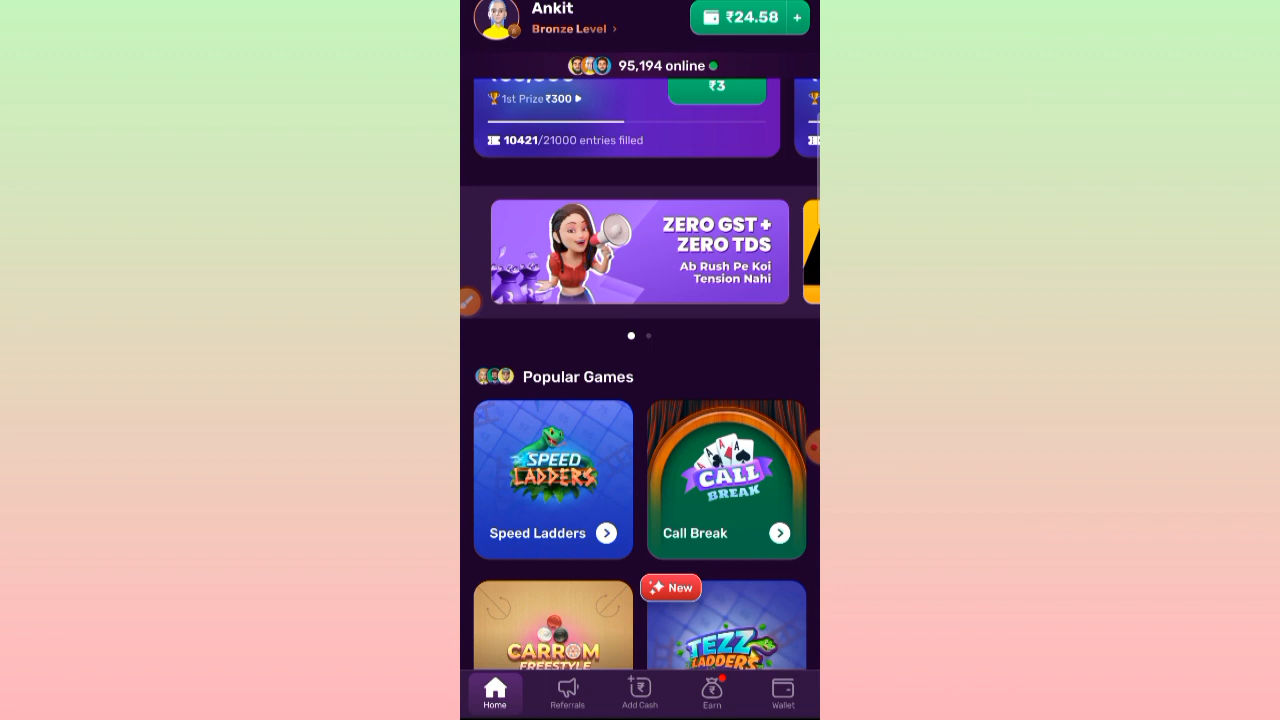 Ankit
Bronze Level
₹24.58 +
95,194 online
₹3
1st Prize ₹300
10421/21000 entries filled
ZERO GST +
ZERO TDS
Ab Rush Pe Koi
Tension Nahi
Popular Games
SPEED
LADDERS
Speed Ladders
CALL
BREAK
Call Break
CARROM
FREESTYLE
New
TEZZ
LADDERS
Home
Referrals
Add Cash
Earn
Wallet